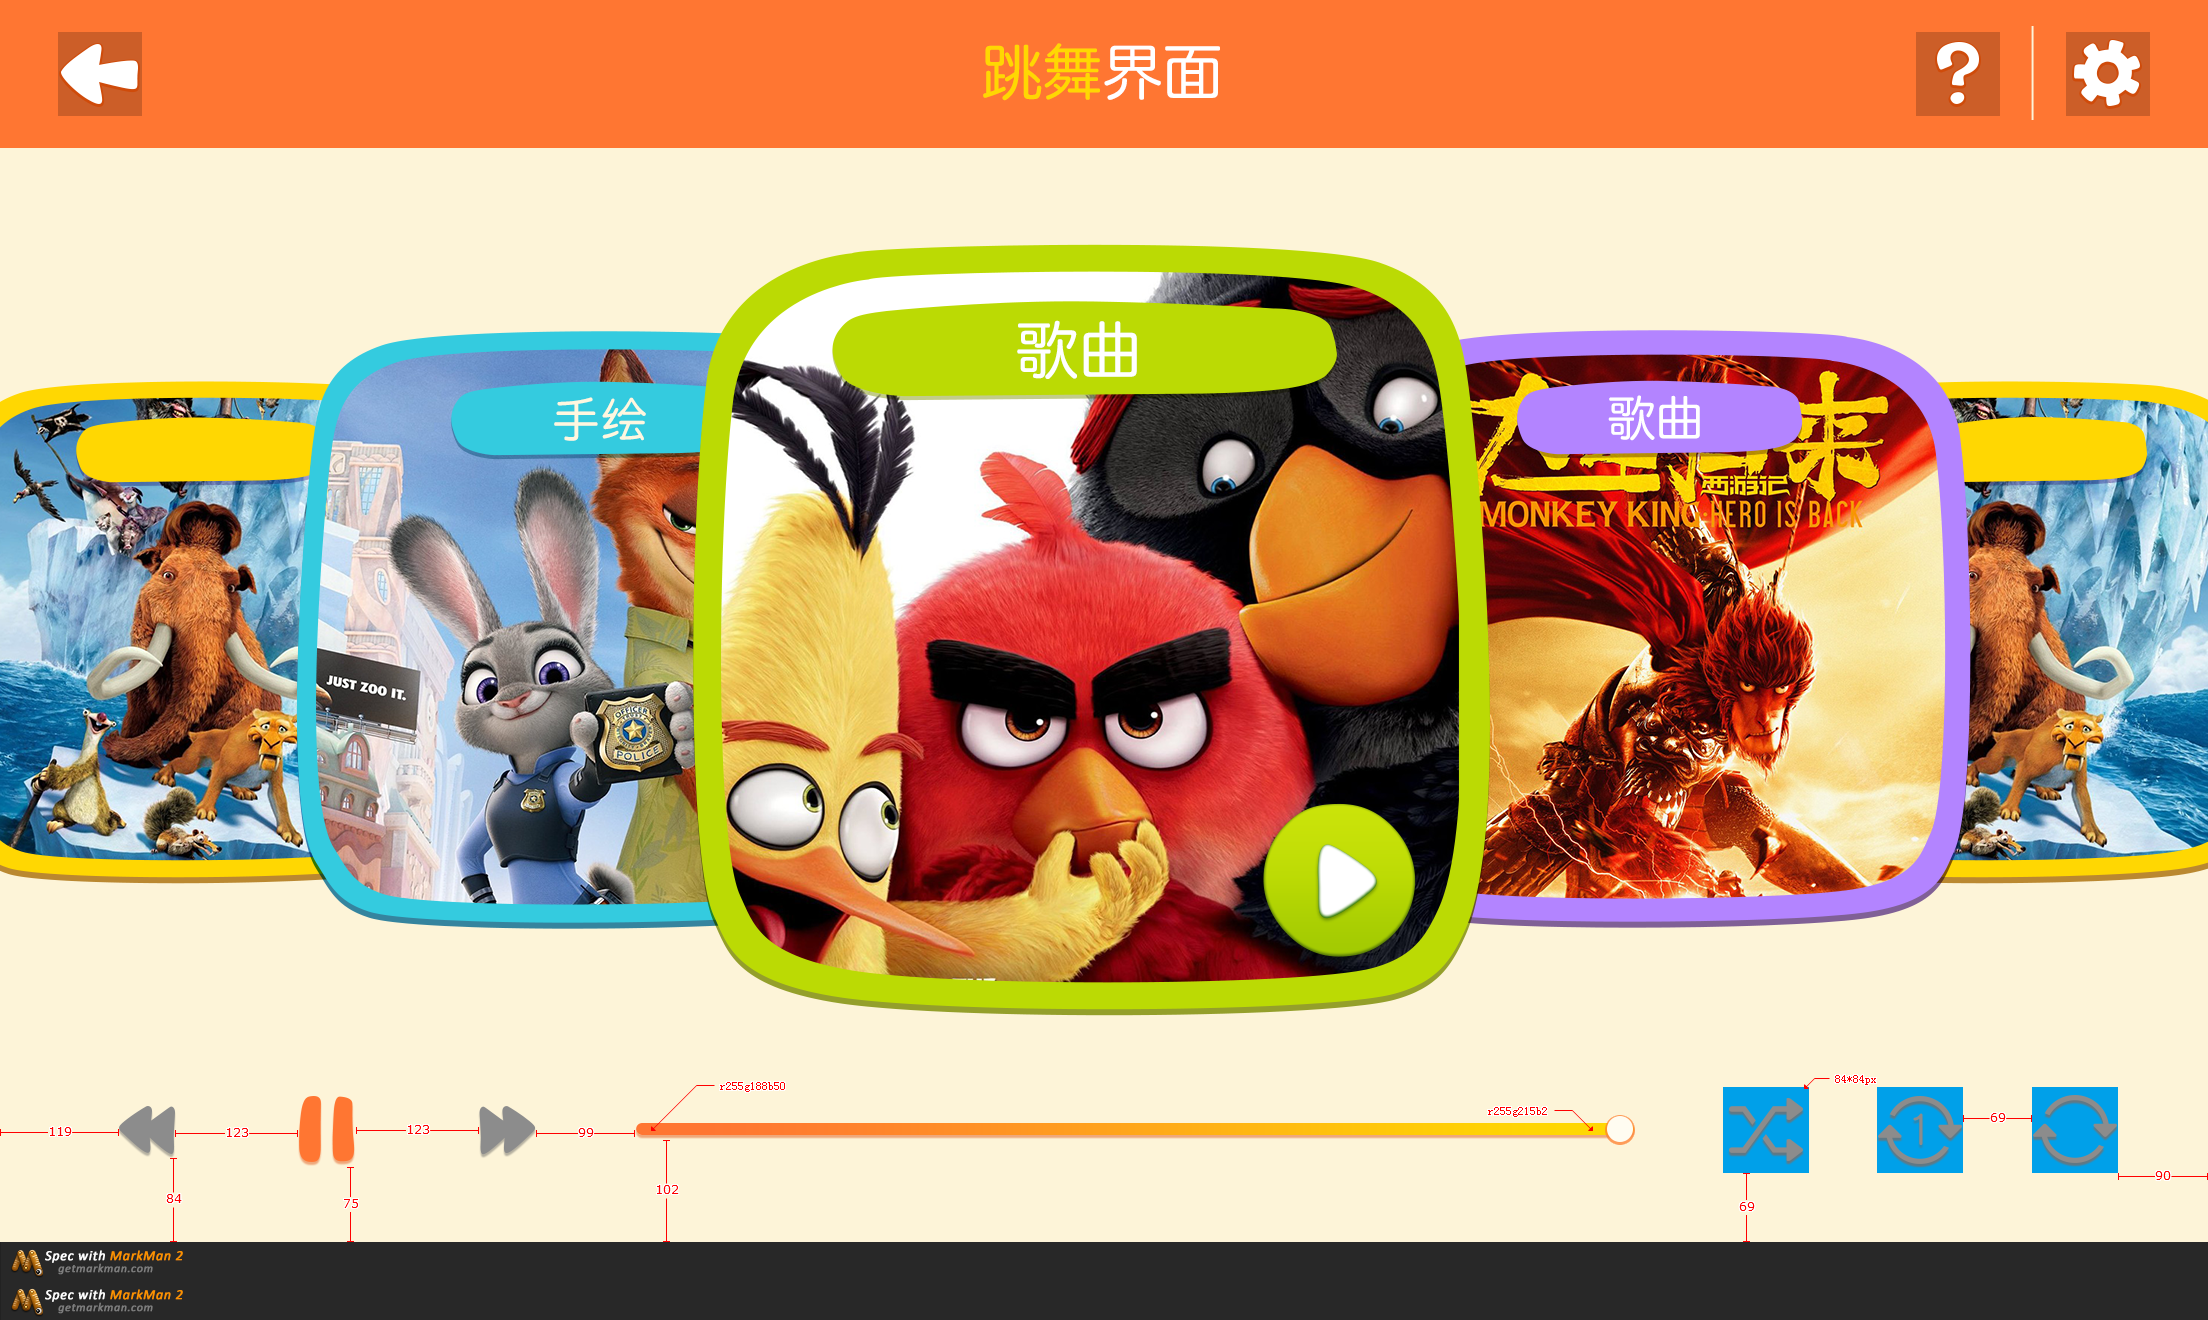 跳舞界面
歌曲
手绘
歌曲
西游记
MONKEY KING·HERO IS BACK
JUST ZOO IT.
OFFICER
POLICE
r255g188b50
84*84px
r255g215b2
119
123
123
99
1
69
84
75
102
69
90
Spec with MarkMan 2
getmarkman.com
Spec with MarkMan 2
getmarkman.com